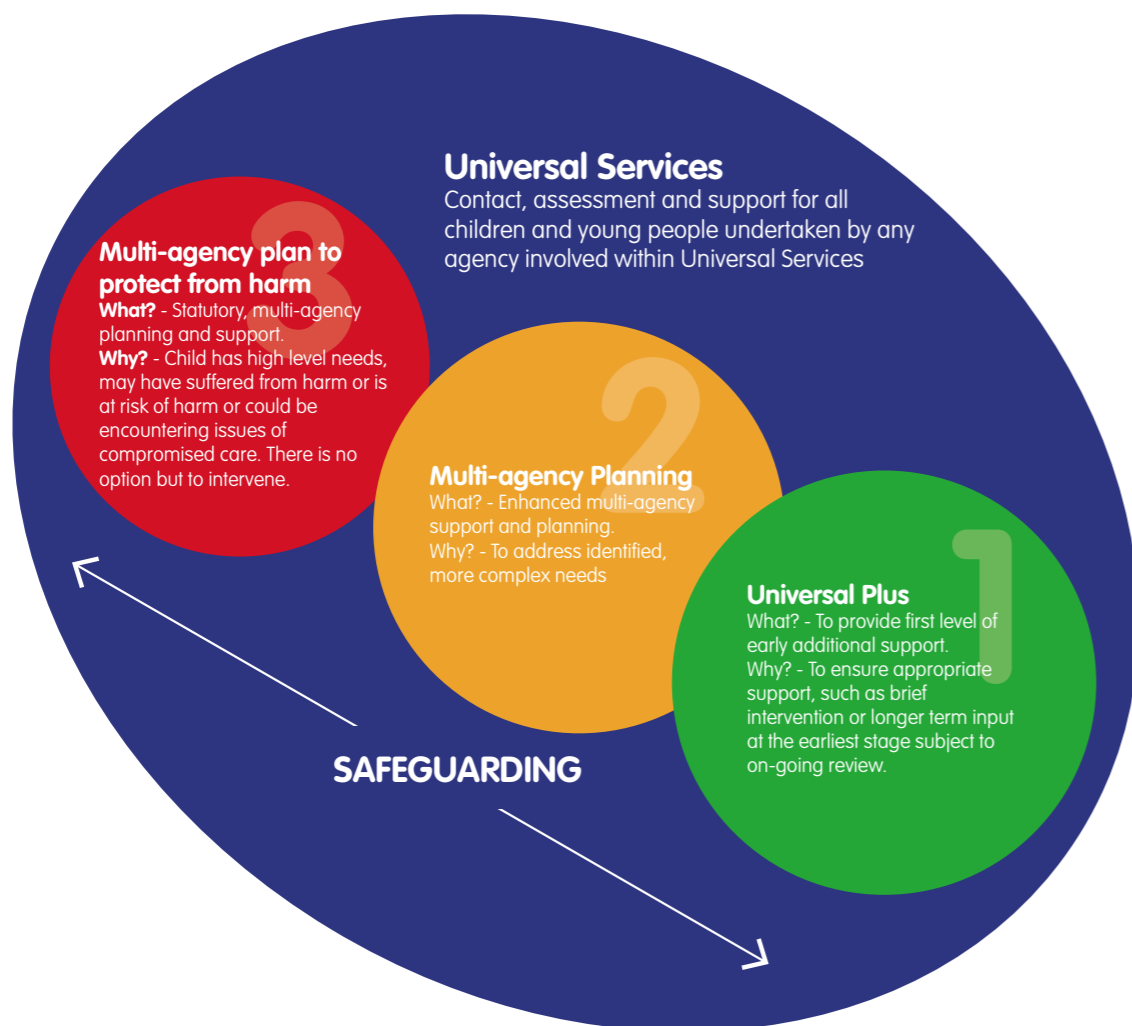 Universal Services
Contact, assessment and support for all
children and young people undertaken by any
agency involved within Universal Services
3
Multi-agency plan to
protect from harm
What? - Statutory, multi-agency
planning and support.
Why? - Child has high level needs,
may have suffered from harm or is
at risk of harm or could be
encountering issues of
compromised care. There is no
option but to intervene.
2
Multi-agency Planning
What? - Enhanced multi-agency
support and planning.
Why? - To address identified,
more complex needs
1
Universal Plus
What? - To provide first level of
early additional support.
Why? - To ensure appropriate
support, such as brief
intervention or longer term input
at the earliest stage subject to
on-going review.
SAFEGUARDING